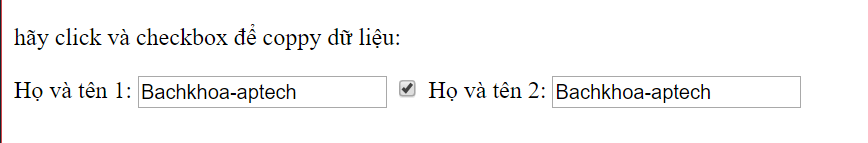 hãy click và checkbox để coppy dữ liệu:
Họ và tên 1: Bachkhoa-aptech Họ và tên 2: Bachkhoa-aptech